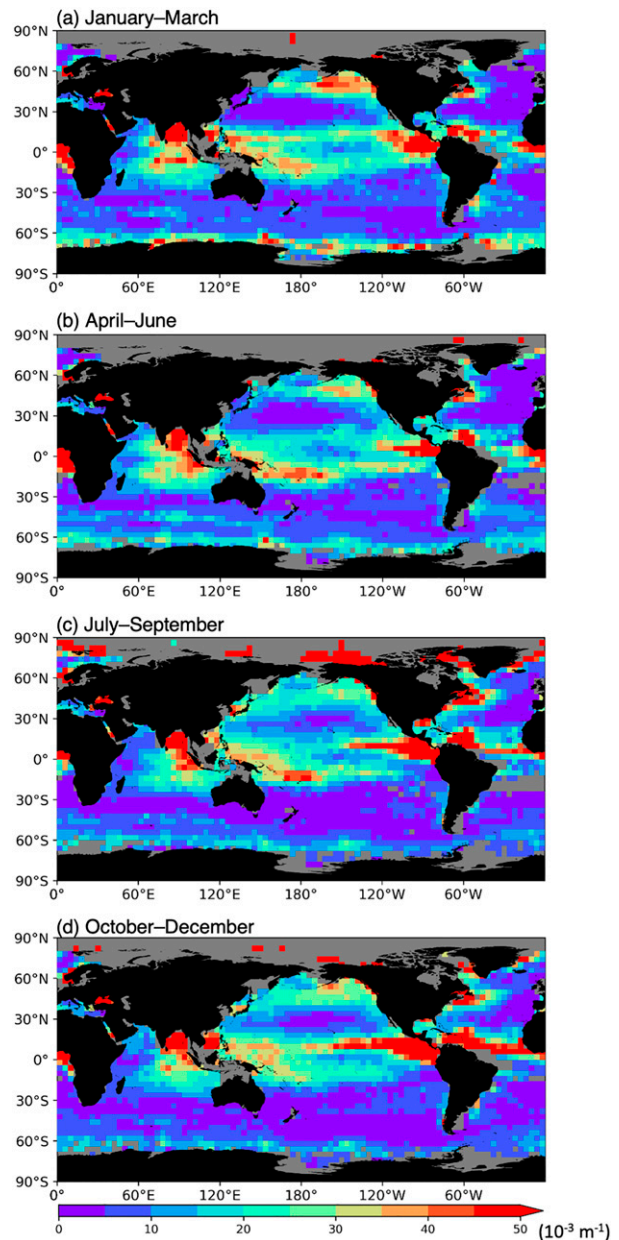 (a) January–March
90°N
60°N
30°N
0°
30°S
60°S
90°S
0° 60°E 120°E 180° 120°W 60°W
(b) April–June
90°N
60°N
30°N
0°
30°S
60°S
90°S
0° 60°E 120°E 180° 120°W 60°W
(c) July–September
90°N
60°N
30°N
0°
30°S
60°S
90°S
0° 60°E 120°E 180° 120°W 60°W
(d) October–December
90°N
60°N
30°N
0°
30°S
60°S
90°S
0° 60°E 120°E 180° 120°W 60°W
0 10 20 30 40 50 (10⁻³ m⁻¹)